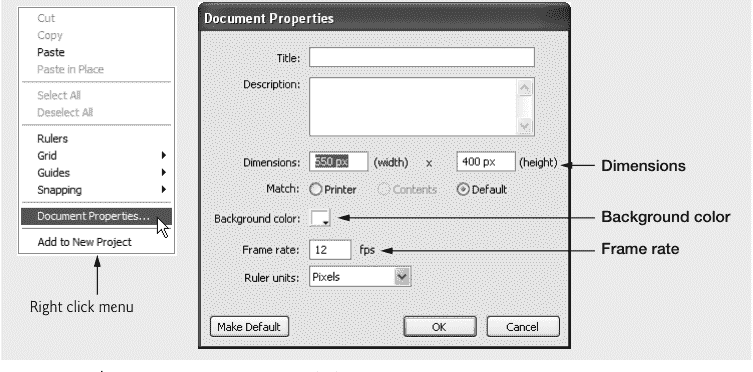 Cut
Copy
Paste
Paste in Place
Select All
Deselect All
Rulers
Grid
Guides
Snapping
Document Properties...
Add to New Project
Right click menu
Document Properties
Title:
Description:
Dimensions: 550 px (width) x 400 px (height) Dimensions
Match: Printer Contents Default
Background color: Background color
Frame rate: 12 fps Frame rate
Ruler units: Pixels
Make Default OK Cancel